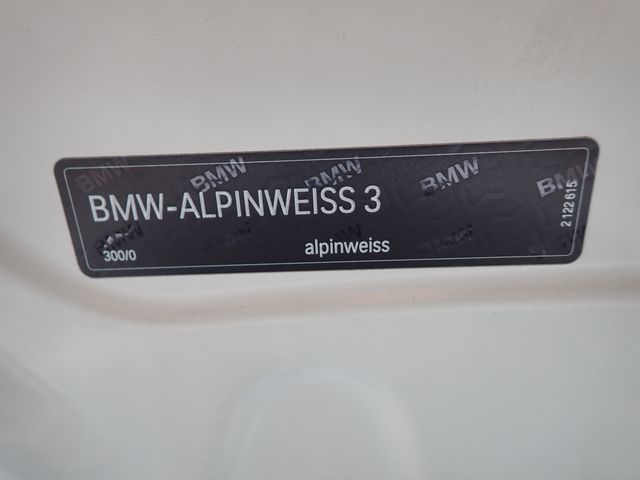 BMW BMW BMW BMW
BMW-ALPINWEISS 3
300/0
alpinweiss
2 122 615